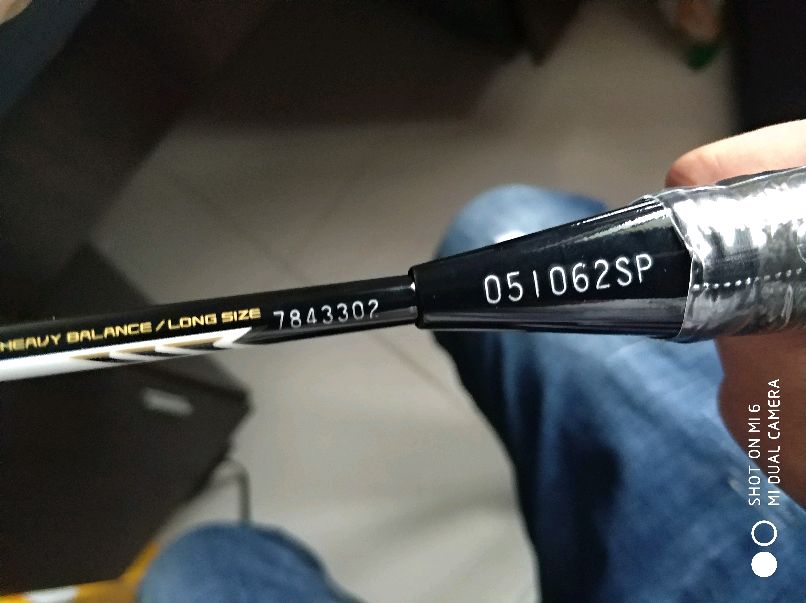 HEAVY BALANCE / LONG SIZE
7843302
051062SP
SHOT ON MI 6
MI DUAL CAMERA